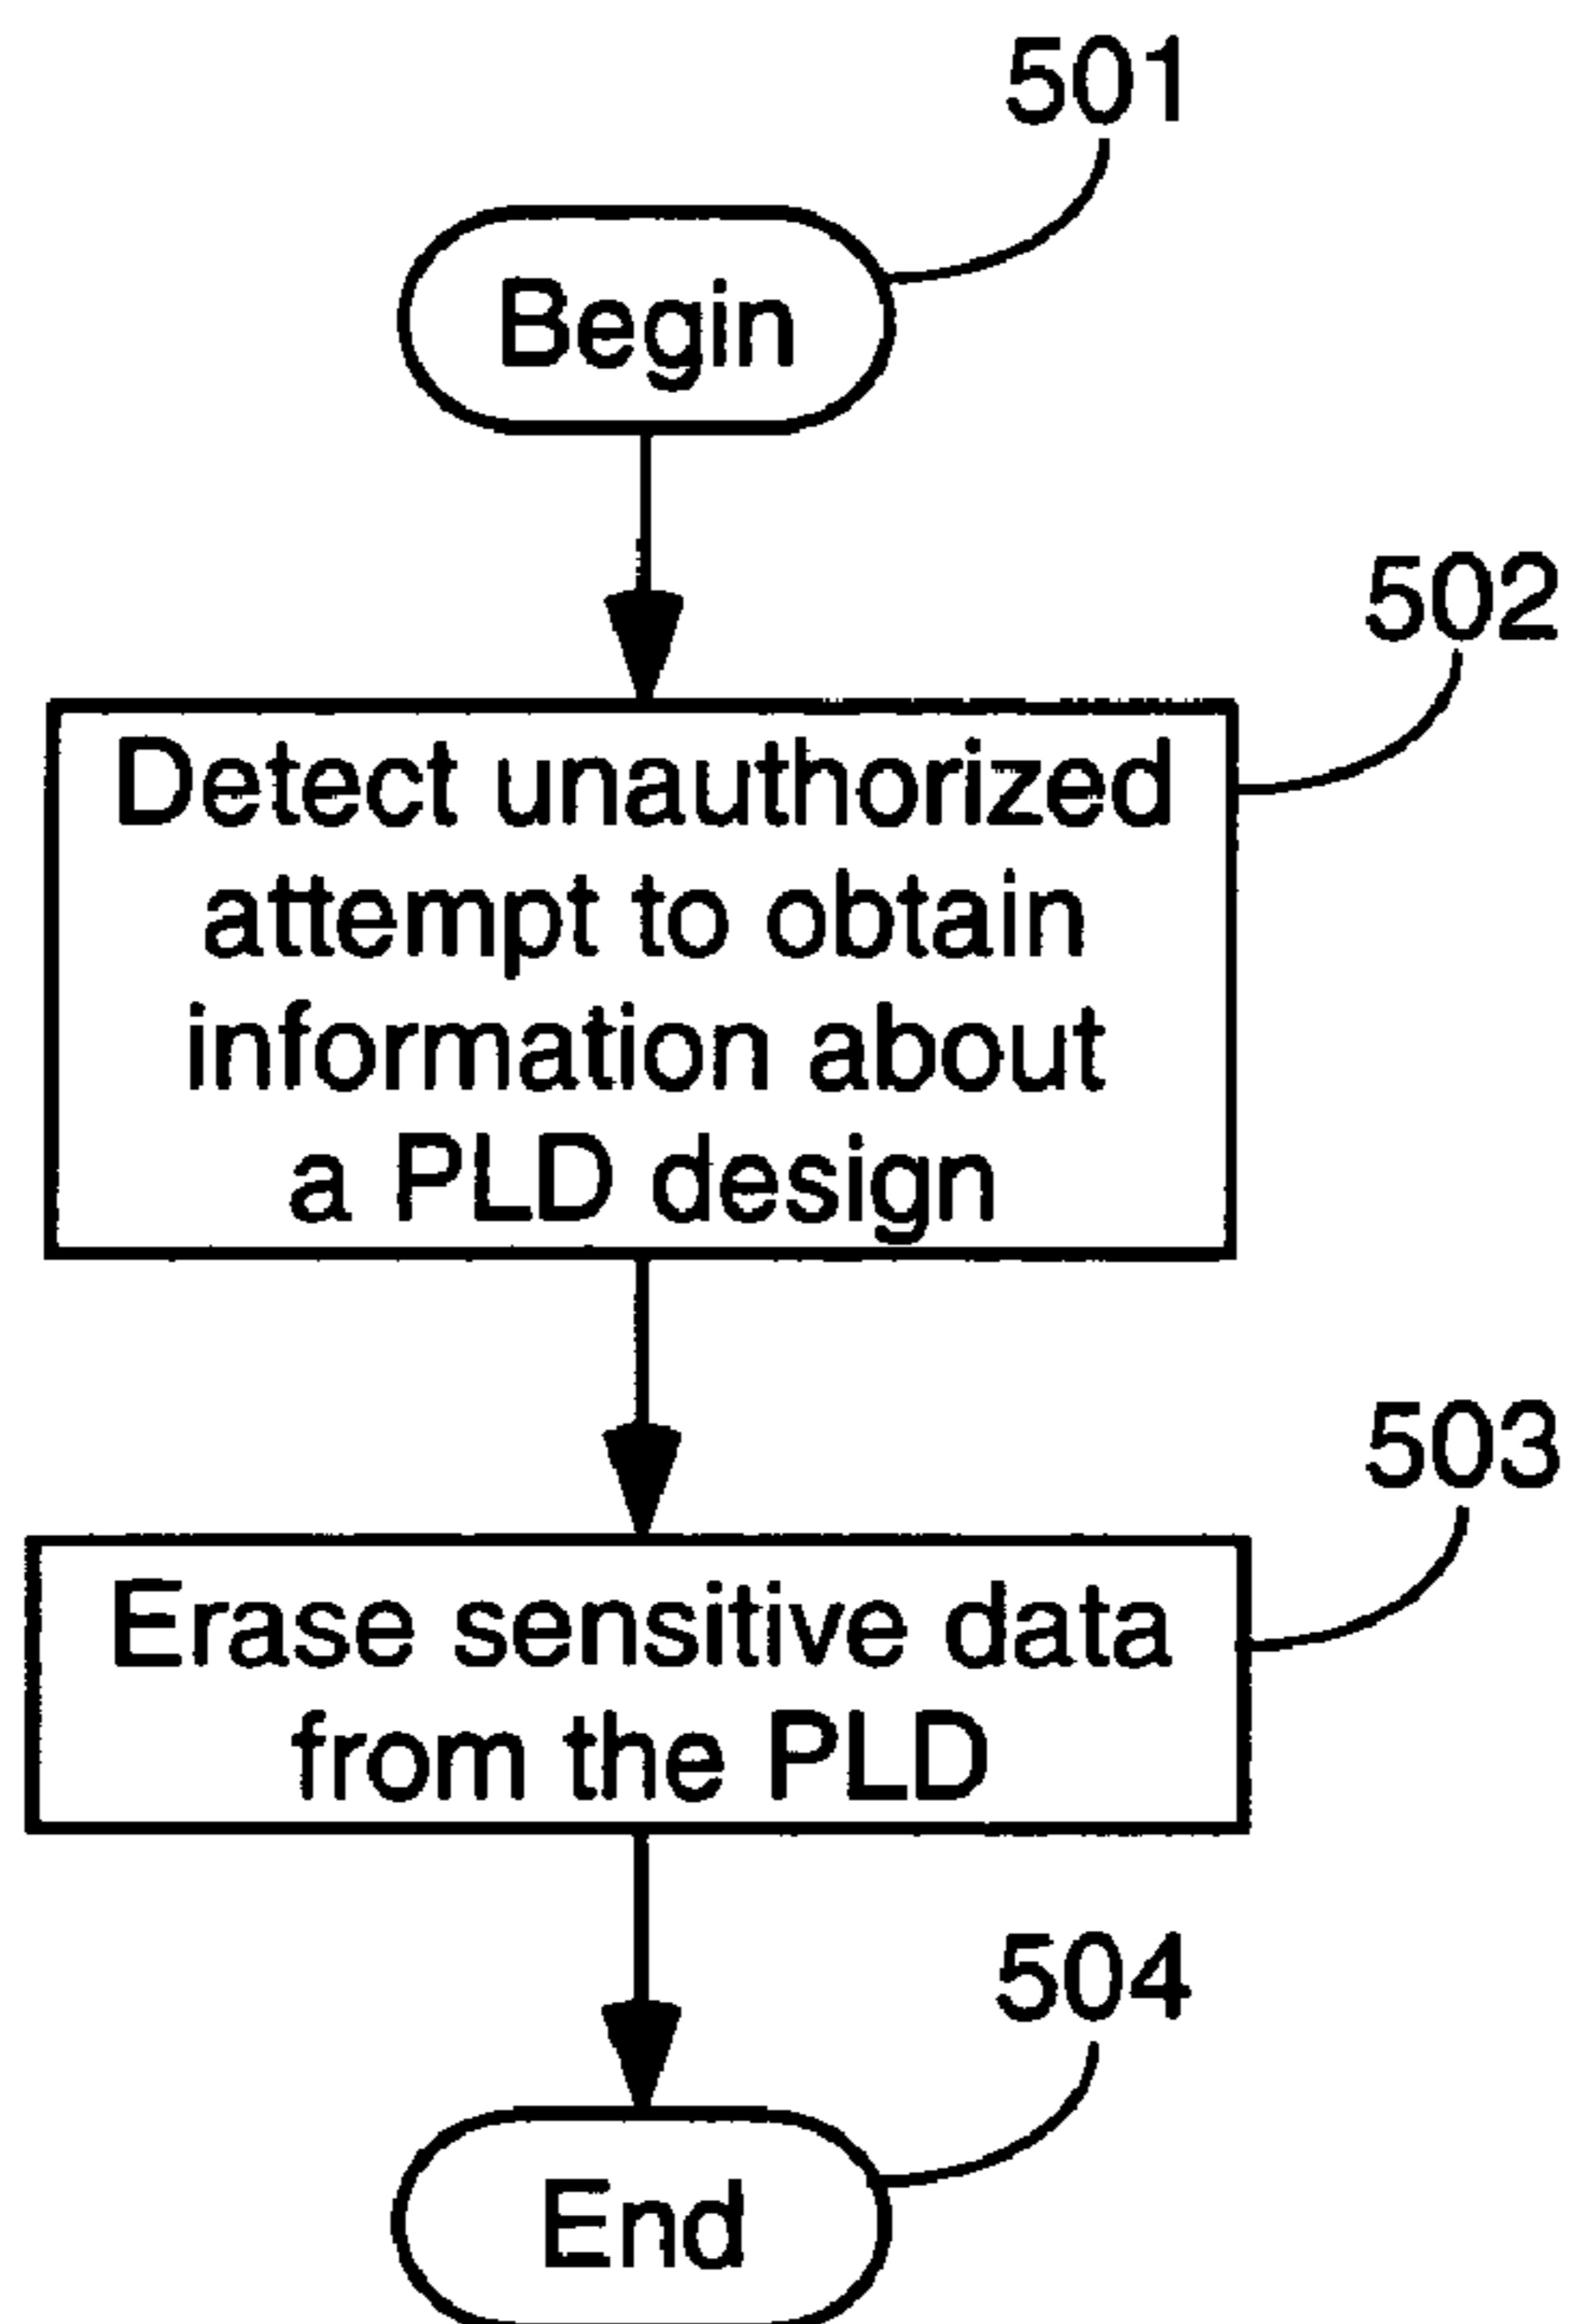 501
Begin
502
Detect unauthorized
attempt to obtain
information about
a PLD design
503
Erase sensitive data
from the PLD
504
End